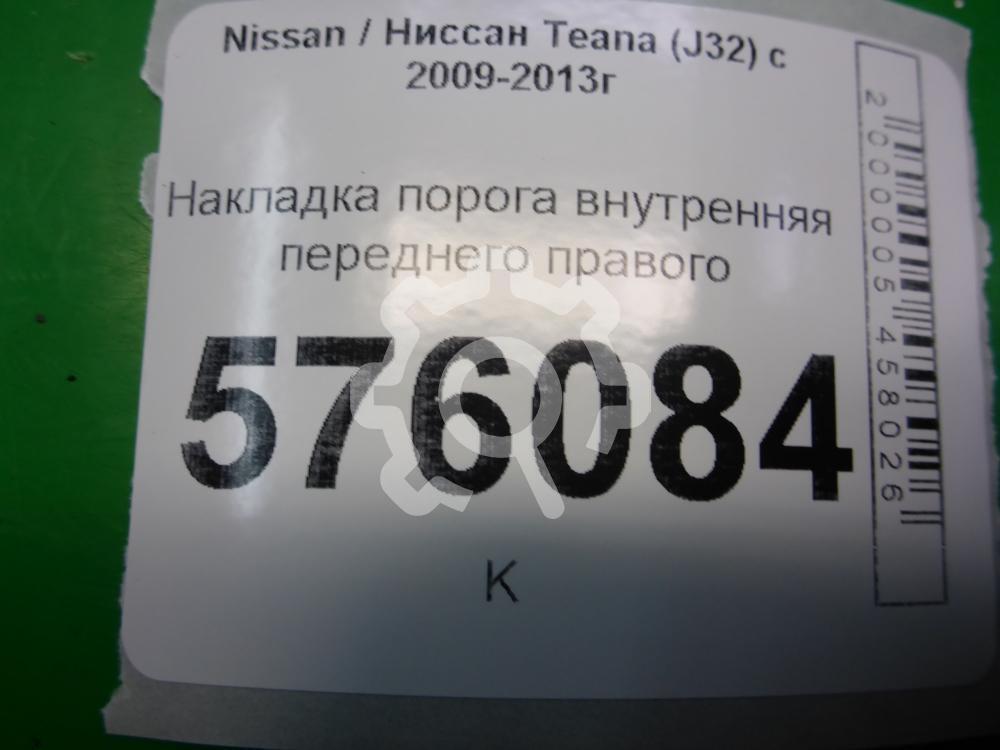 Nissan / Ниссан Teana (J32) с
2009-2013г
Накладка порога внутренняя
переднего правого
576084
К
2000005458026